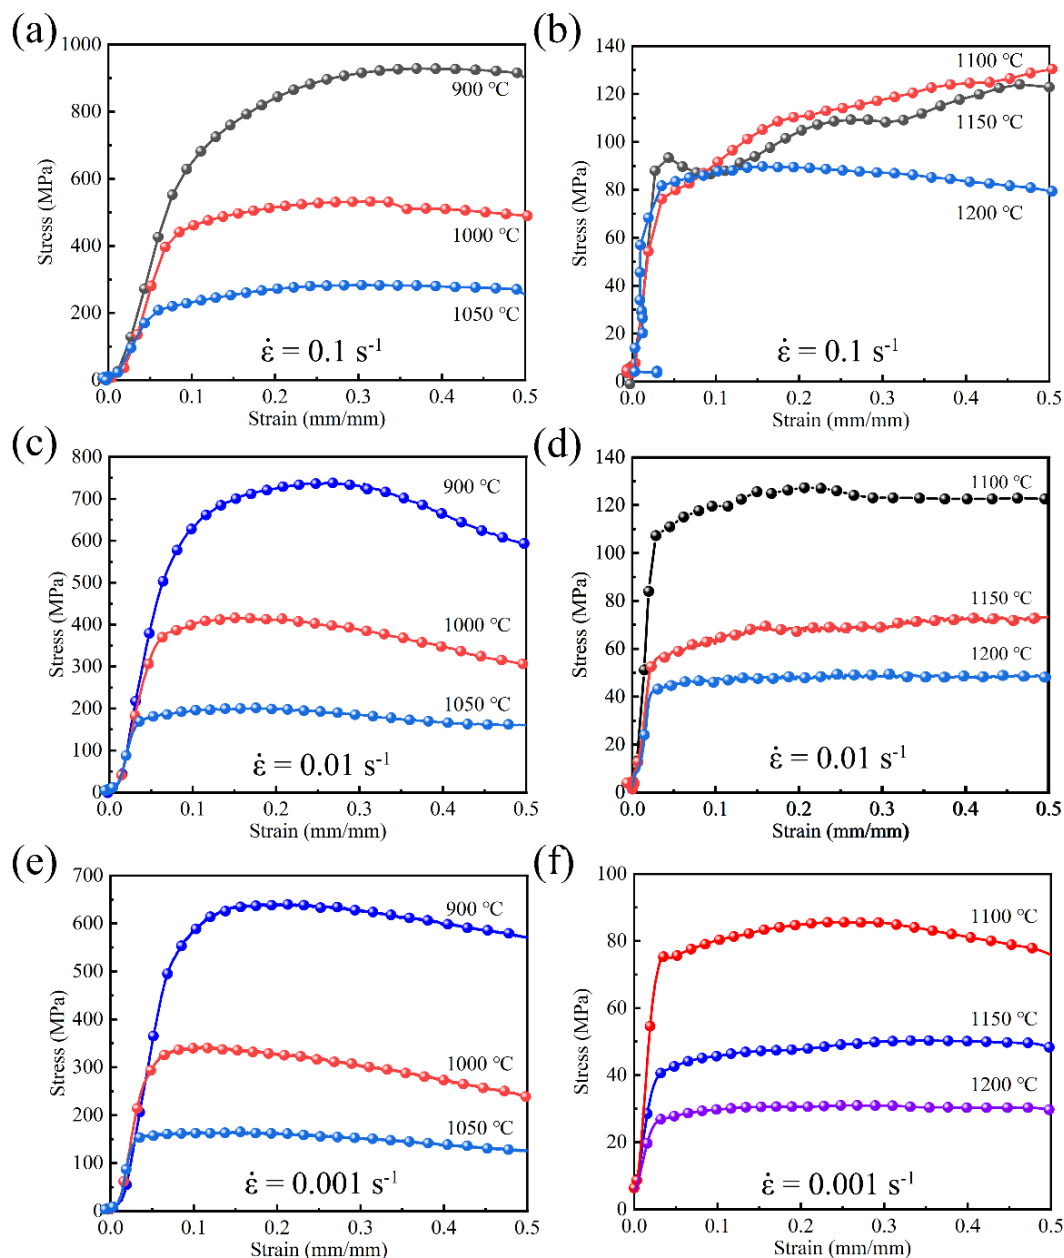 (a)
1000
800
600
400
200
0
Stress (MPa)
900 ℃
1000 ℃
1050 ℃
ε̇ = 0.1 s⁻¹
0.0 0.1 0.2 0.3 0.4 0.5
Strain (mm/mm)
(b)
140
120
100
80
60
40
20
0
Stress (MPa)
1100 ℃
1150 ℃
1200 ℃
ε̇ = 0.1 s⁻¹
0.0 0.1 0.2 0.3 0.4 0.5
Strain (mm/mm)
(c)
800
700
600
500
400
300
200
100
0
Stress (MPa)
900 ℃
1000 ℃
1050 ℃
ε̇ = 0.01 s⁻¹
0.0 0.1 0.2 0.3 0.4 0.5
Strain (mm/mm)
(d)
140
120
100
80
60
40
20
0
Stress (MPa)
1100 ℃
1150 ℃
1200 ℃
ε̇ = 0.01 s⁻¹
0.0 0.1 0.2 0.3 0.4 0.5
Strain (mm/mm)
(e)
700
600
500
400
300
200
100
0
Stress (MPa)
900 ℃
1000 ℃
1050 ℃
ε̇ = 0.001 s⁻¹
0.0 0.1 0.2 0.3 0.4 0.5
Strain (mm/mm)
(f)
100
80
60
40
20
0
Stress (MPa)
1100 ℃
1150 ℃
1200 ℃
ε̇ = 0.001 s⁻¹
0.0 0.1 0.2 0.3 0.4 0.5
Strain (mm/mm)